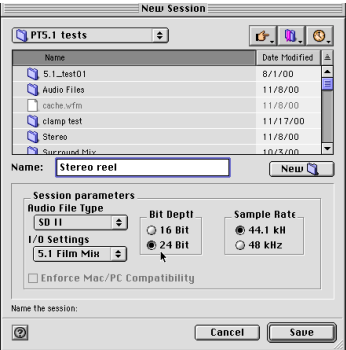 New Session
PT5.1 tests
Name Date Modified
5.1_test01 8/1/00
Audio Files 11/8/00
cache.wfm 11/8/00
clamp test 11/17/00
Stereo 11/8/00
Surround Mix 10/3/00
Name: Stereo reel
New
Session parameters
Audio File Type
SD II
I/O Settings
5.1 Film Mix
Bit Depth
16 Bit
24 Bit
Sample Rate
44.1 kH
48 kHz
Enforce Mac/PC Compatibility
Name the session:
Cancel Save